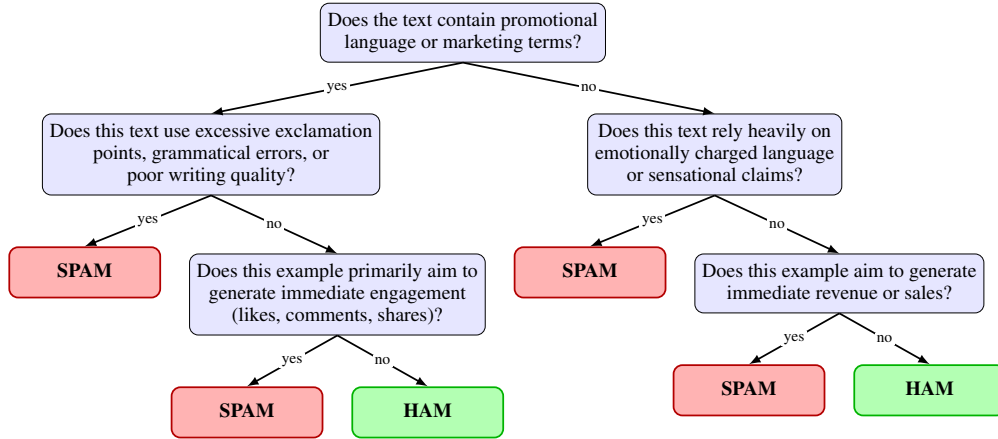 Does the text contain promotional
language or marketing terms?
yes
no
Does this text use excessive exclamation
points, grammatical errors, or
poor writing quality?
Does this text rely heavily on
emotionally charged language
or sensational claims?
yes
no
yes
no
SPAM
Does this example primarily aim to
generate immediate engagement
(likes, comments, shares)?
SPAM
Does this example aim to generate
immediate revenue or sales?
yes
no
yes
no
SPAM
HAM
SPAM
HAM